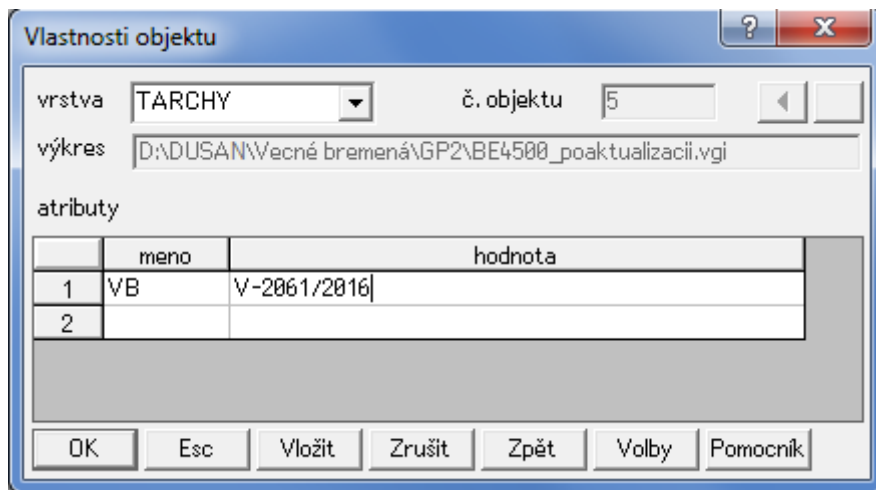 Vlastnosti objektu
vrstva TARCHY č. objektu 5
výkres D:\DUSAN\Vecné bremená\GP2\BE4500_poaktualizacii.vgi
atributy
meno hodnota
1 VB V-2061/2016
2
OK Esc Vložit Zrušit Zpět Volby Pomocník